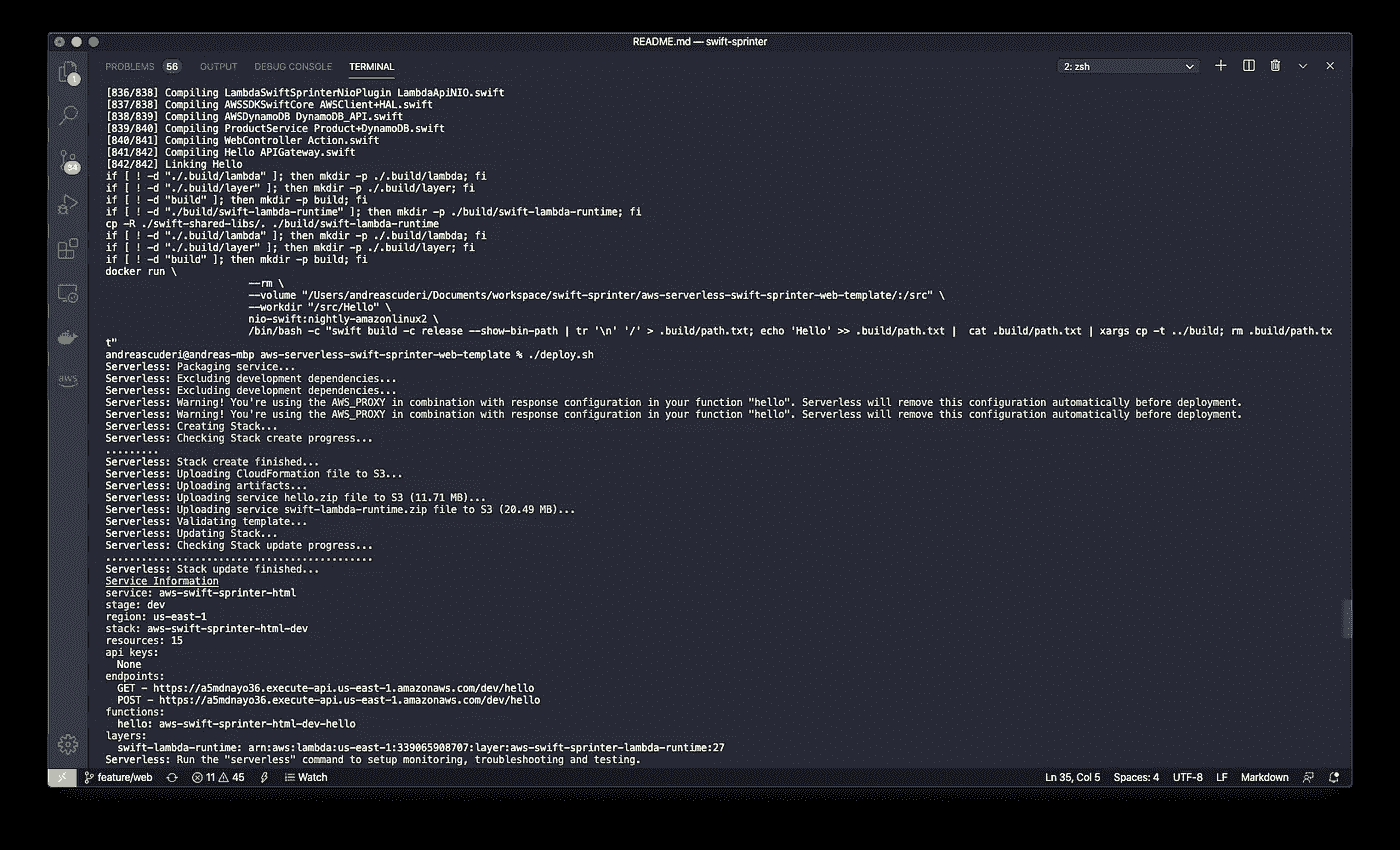 README.md — swift-sprinter
PROBLEMS 56 OUTPUT DEBUG CONSOLE TERMINAL 2: zsh
1
[836/838] Compiling LambdaSwiftSprinterNioPlugin LambdaApiNIO.swift
[837/838] Compiling AWSSDKSwiftCore AWSClient+HAL.swift
[838/839] Compiling AWSDynamoDB DynamoDB_API.swift
[839/840] Compiling ProductService Product+DynamoDB.swift
[840/841] Compiling WebController Action.swift
[841/842] Compiling Hello APIGateway.swift
34
[842/842] Linking Hello
if [ ! -d "./.build/lambda" ]; then mkdir -p ./.build/lambda; fi
if [ ! -d "./.build/layer" ]; then mkdir -p ./.build/layer; fi
if [ ! -d "build" ]; then mkdir -p build; fi
if [ ! -d "./build/swift-lambda-runtime" ]; then mkdir -p ./build/swift-lambda-runtime; fi
cp -R ./swift-shared-libs/. ./build/swift-lambda-runtime
if [ ! -d "./.build/lambda" ]; then mkdir -p ./.build/lambda; fi
if [ ! -d "./.build/layer" ]; then mkdir -p ./.build/layer; fi
if [ ! -d "build" ]; then mkdir -p build; fi
docker run \
--rm \
--volume "/Users/andreascuderi/Documents/workspace/swift-sprinter/aws-serverless-swift-sprinter-web-template/:/src" \
--workdir "/src/Hello" \
nio-swift:nightly-amazonlinux2 \
/bin/bash -c "swift build -c release --show-bin-path | tr '\n' '/' > .build/path.txt; echo 'Hello' >> .build/path.txt |  cat .build/path.txt | xargs cp -t ../build; rm .build/path.tx
t"
andreascuderi@andreas-mbp aws-serverless-swift-sprinter-web-template % ./deploy.sh
Serverless: Packaging service...
Serverless: Excluding development dependencies...
aws
Serverless: Excluding development dependencies...
Serverless: Warning! You're using the AWS_PROXY in combination with response configuration in your function "hello". Serverless will remove this configuration automatically before deployment.
Serverless: Warning! You're using the AWS_PROXY in combination with response configuration in your function "hello". Serverless will remove this configuration automatically before deployment.
Serverless: Creating Stack...
Serverless: Checking Stack create progress...
.........
Serverless: Stack create finished...
Serverless: Uploading CloudFormation file to S3...
Serverless: Uploading artifacts...
Serverless: Uploading service hello.zip file to S3 (11.71 MB)...
Serverless: Uploading service swift-lambda-runtime.zip file to S3 (20.49 MB)...
Serverless: Validating template...
Serverless: Updating Stack...
Serverless: Checking Stack update progress...
.............................................
Serverless: Stack update finished...
Service Information
service: aws-swift-sprinter-html
stage: dev
region: us-east-1
stack: aws-swift-sprinter-html-dev
resources: 15
api keys:
None
endpoints:
GET - https://a5mdnayo36.execute-api.us-east-1.amazonaws.com/dev/hello
POST - https://a5mdnayo36.execute-api.us-east-1.amazonaws.com/dev/hello
functions:
hello: aws-swift-sprinter-html-dev-hello
layers:
swift-lambda-runtime: arn:aws:lambda:us-east-1:339065908707:layer:aws-swift-sprinter-lambda-runtime:27
Serverless: Run the "serverless" command to setup monitoring, troubleshooting and testing.
feature/web 11 45 Watch Ln 35, Col 5 Spaces: 4 UTF-8 LF Markdown